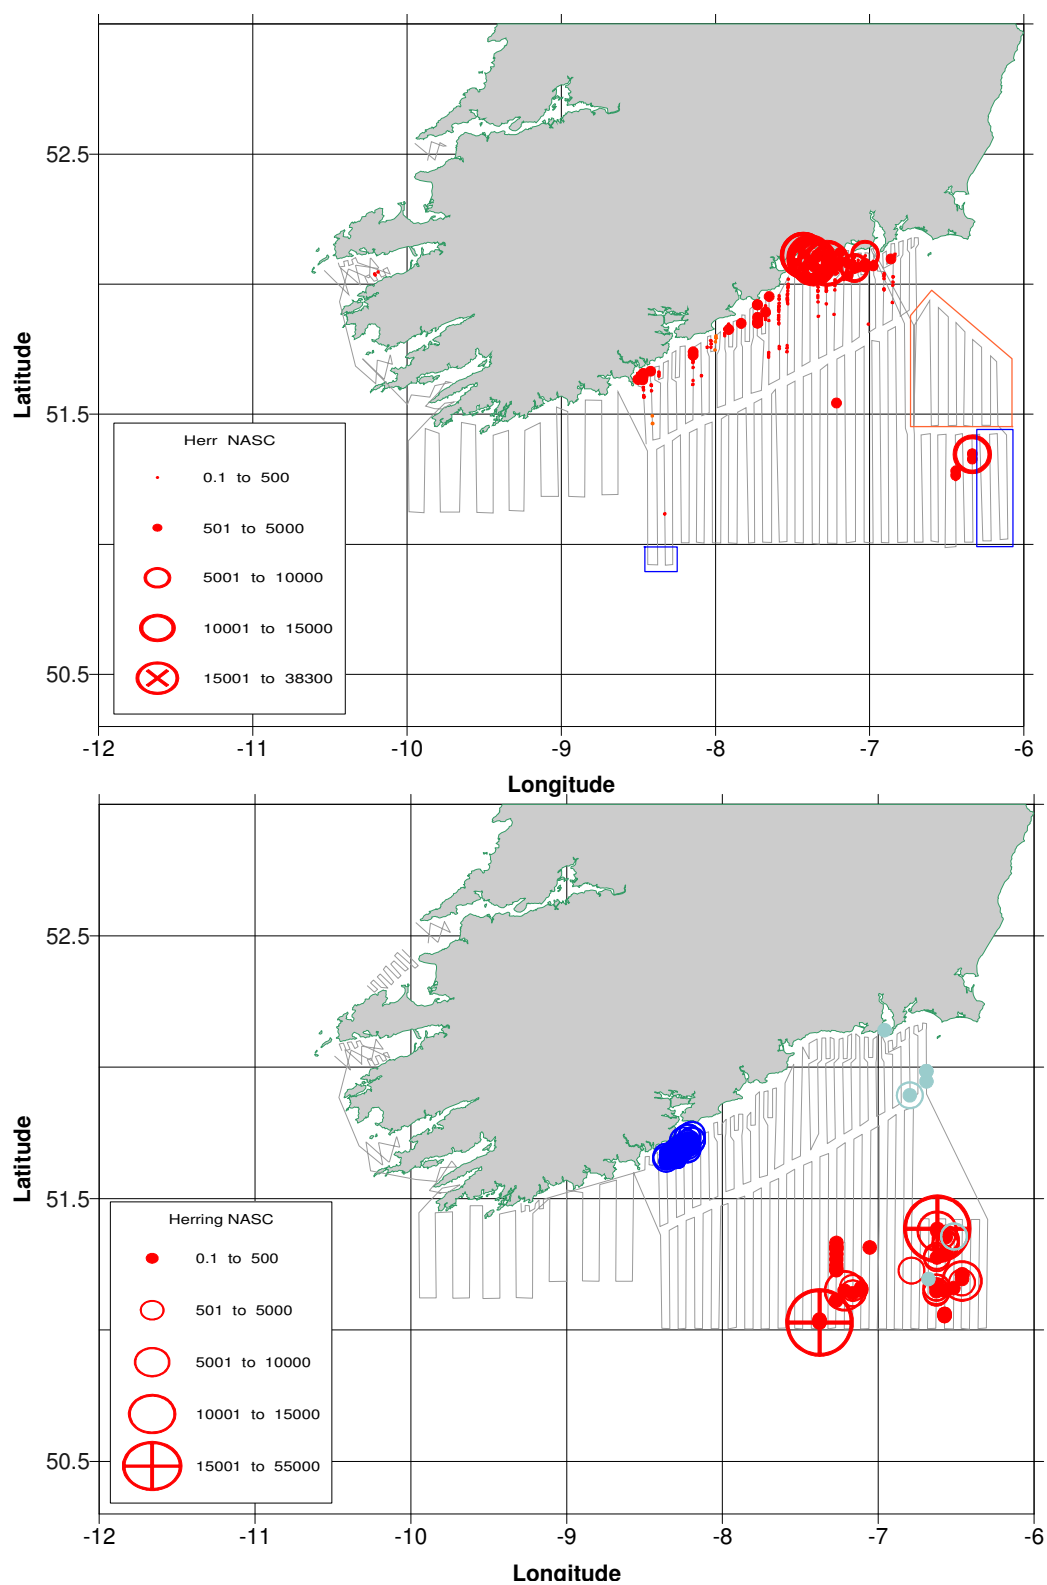 52.5
Latitude
51.5
Herr NASC
0.1 to 500
501 to 5000
5001 to 10000
10001 to 15000
15001 to 38300
50.5
-12 -11 -10 -9 -8 -7 -6
Longitude
52.5
Latitude
51.5
Herring NASC
0.1 to 500
501 to 5000
5001 to 10000
10001 to 15000
15001 to 55000
50.5
-12 -11 -10 -9 -8 -7 -6
Longitude